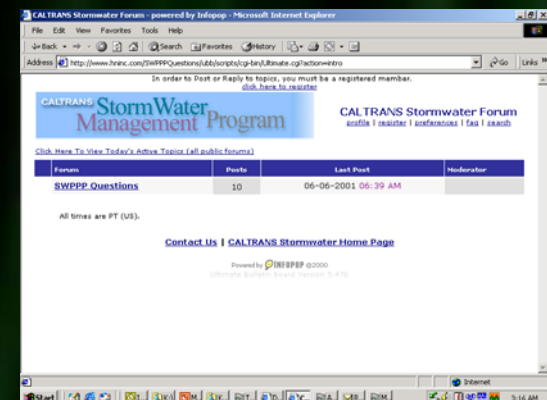 CALTRANS Stormwater Forum - powered by Infopop - Microsoft Internet Explorer
File Edit View Favorites Tools Help
Back Search Favorites History
Address http://www.hninc.com/SWPPPQuestions/ubb/scripts/cgi-bin/Ultimate.cgi?action=intro Go Links
In order to Post or Reply to topics, you must be a registered member.
click here to register
CALTRANS StormWater
Management Program
CALTRANS Stormwater Forum
profile | register | preferences | faq | search
Click Here To View Today's Active Topics (all public forums)
Forum Posts Last Post Moderator
SWPPP Questions 10 06-06-2001 06:39 AM
All times are PT (US).
Contact Us | CALTRANS Stormwater Home Page
Powered by INFOPOP ©2000
Ultimate Bulletin Board Version 5.47b
Internet
Start 3:16 AM